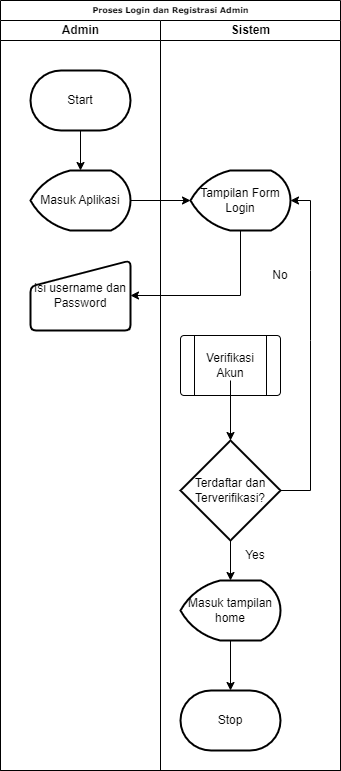 Proses Login dan Registrasi Admin
Admin
Sistem
Start
Masuk Aplikasi
Tampilan Form
Login
Isi username dan
Password
No
Verifikasi
Akun
Terdaftar dan
Terverifikasi?
Yes
Masuk tampilan
home
Stop